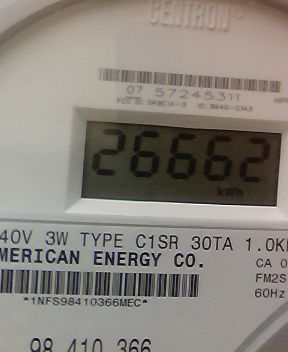 CENTRON
07 57245311
26662
kWh
40V 3W TYPE C1SR 30TA 1.0K
MERICAN ENERGY CO.
CA 0
FM2S
60Hz
*1NFS98410366MEC*
98 410 366